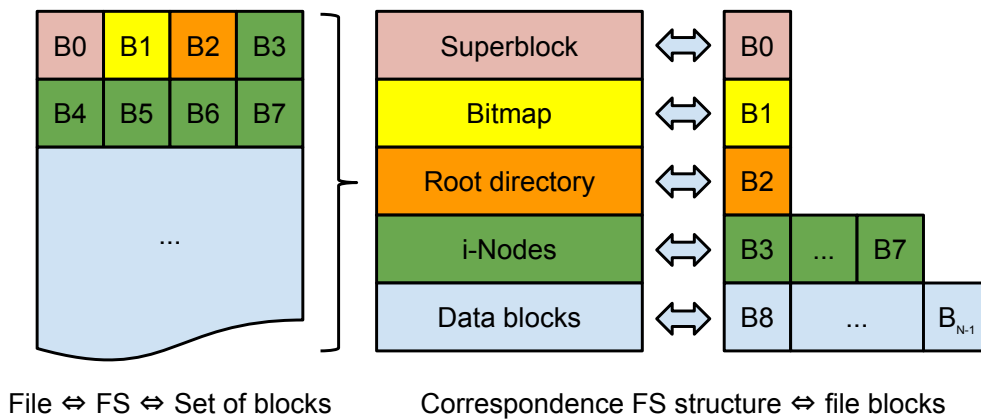 B0 B1 B2 B3
B4 B5 B6 B7
...
Superblock B0
Bitmap B1
Root directory B2
i-Nodes B3 ... B7
Data blocks B8 ... B N-1
File ⇔ FS ⇔ Set of blocks
Correspondence FS structure ⇔ file blocks